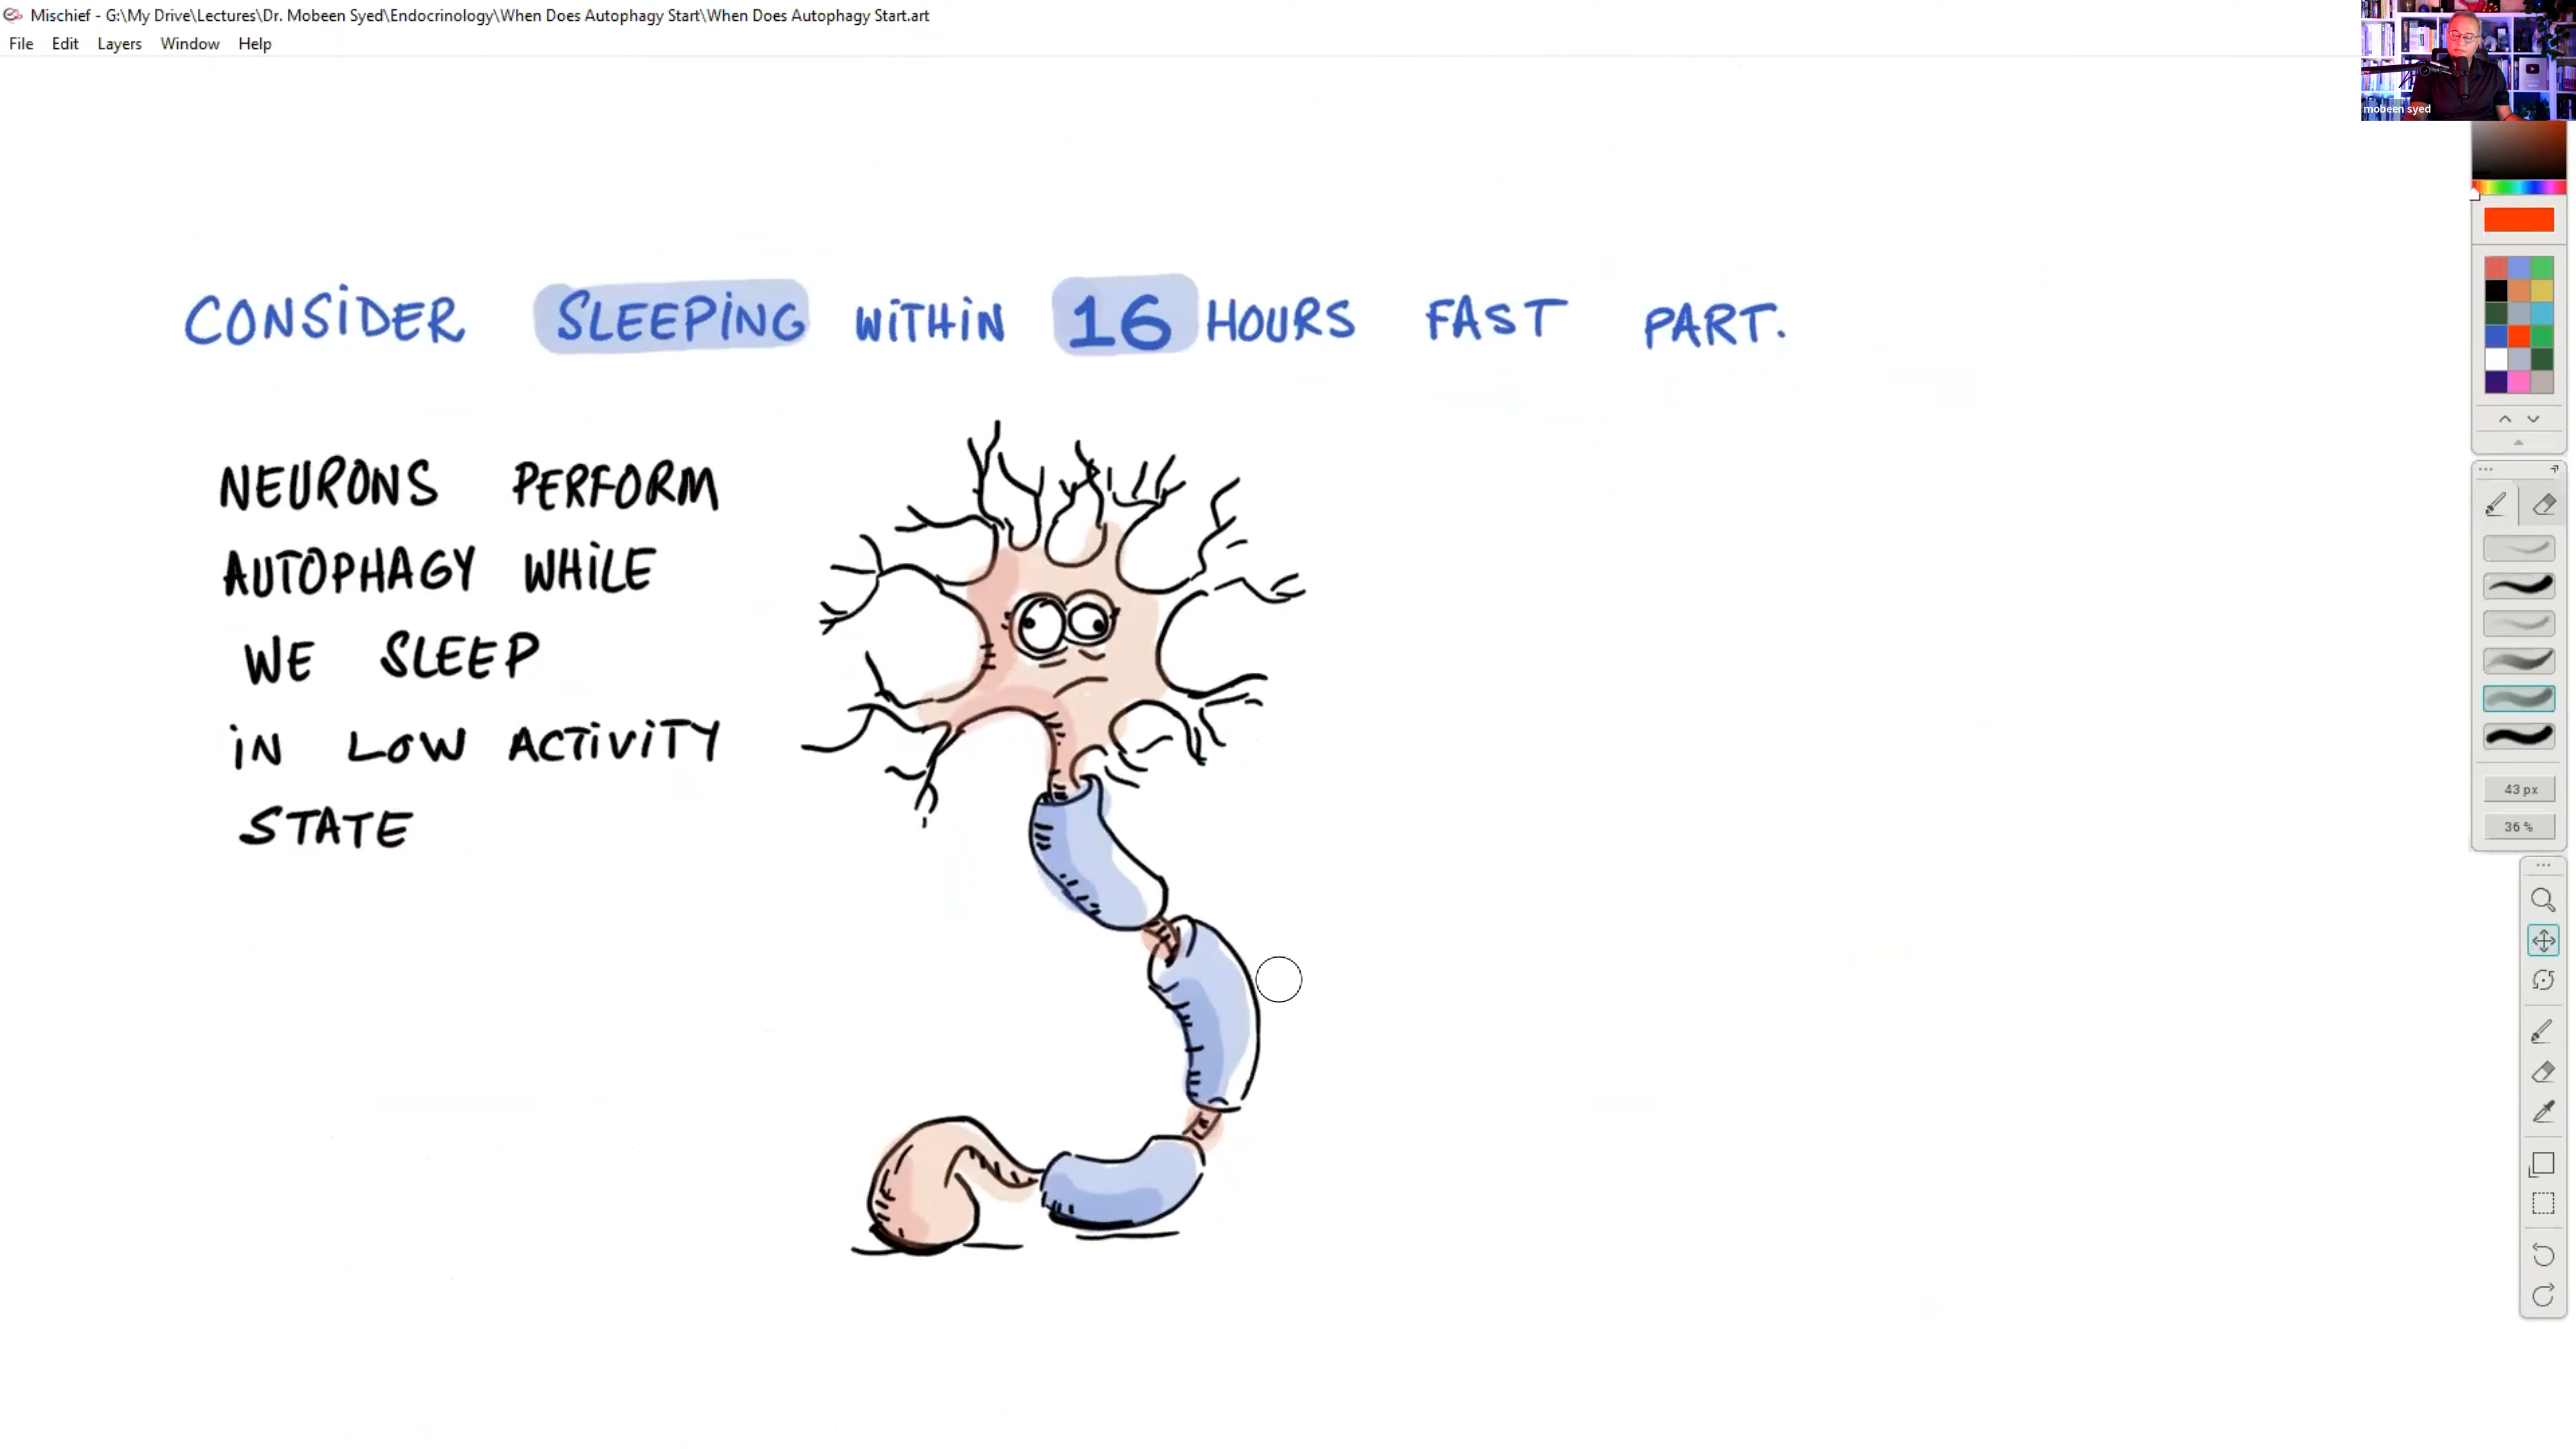 Mischief - G:\My Drive\Lectures\Dr. Mobeen Syed\Endocrinology\When Does Autophagy Start\When Does Autophagy Start.art
File Edit Layers Window Help
mobeen syed
CONSIDER SLEEPING WITHIN 16 HOURS FAST PART.
NEURONS PERFORM
AUTOPHAGY WHILE
WE SLEEP
IN LOW ACTIVITY
STATE
43 px
36 %